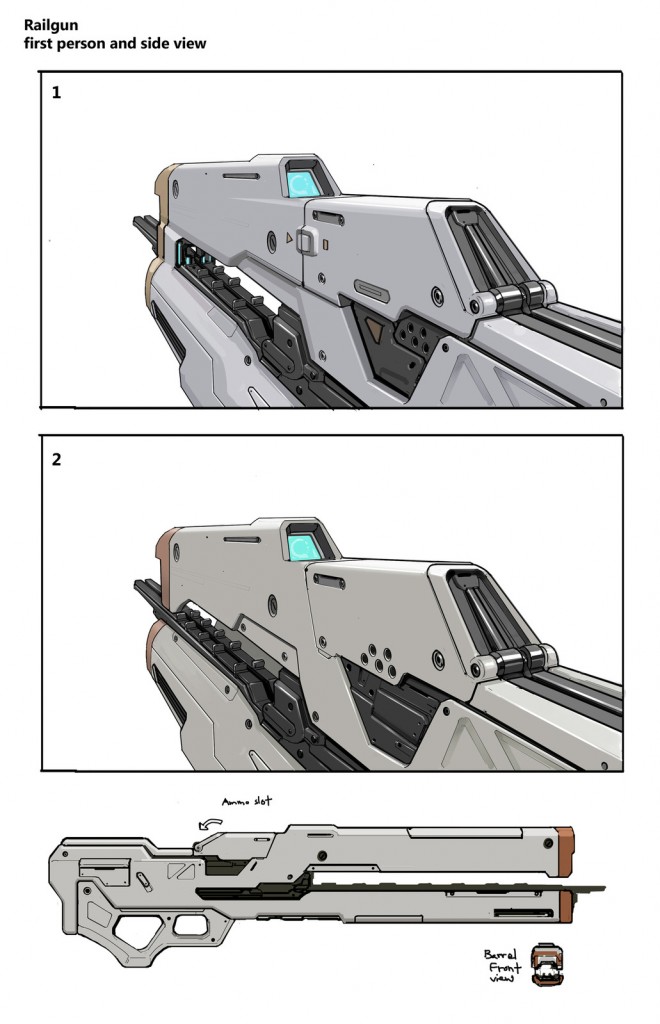 Railgun
first person and side view
1
2
Ammo slot
Barrel
Front
view